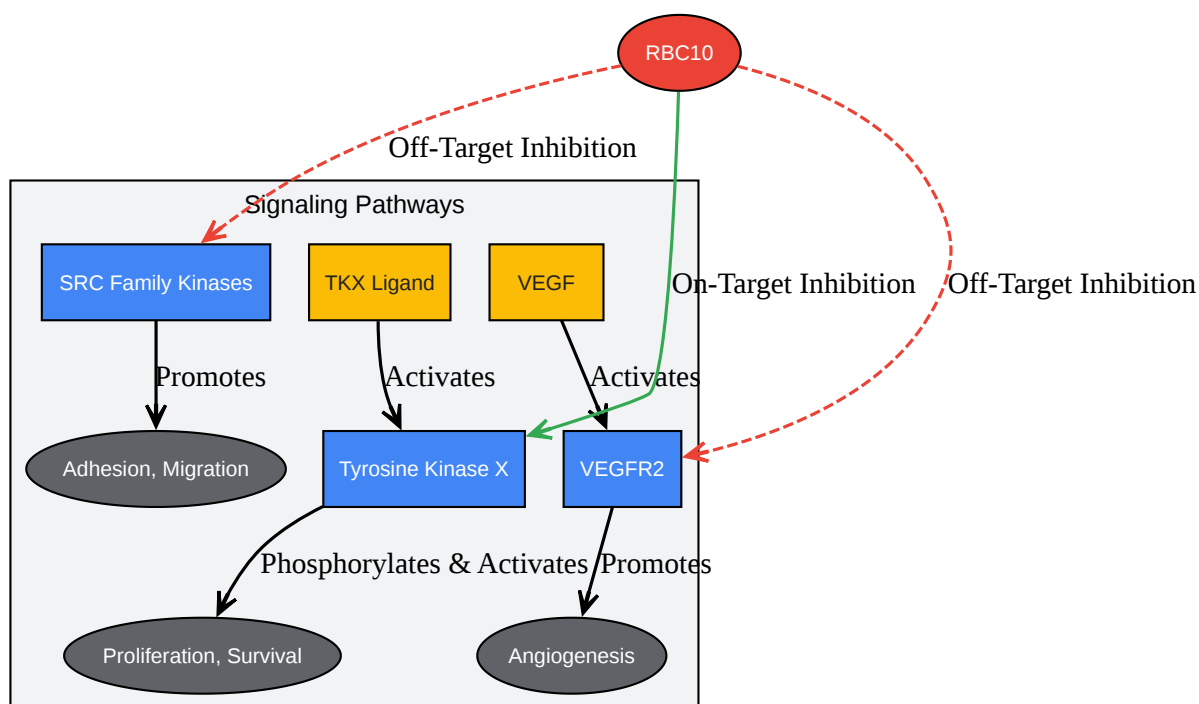 RBC10
Off-Target Inhibition
Signaling Pathways
SRC Family Kinases
TKX Ligand
VEGF
On-Target Inhibition
Off-Target Inhibition
Promotes
Activates
Activates
Adhesion, Migration
Tyrosine Kinase X
VEGFR2
Phosphorylates & Activates
Promotes
Proliferation, Survival
Angiogenesis